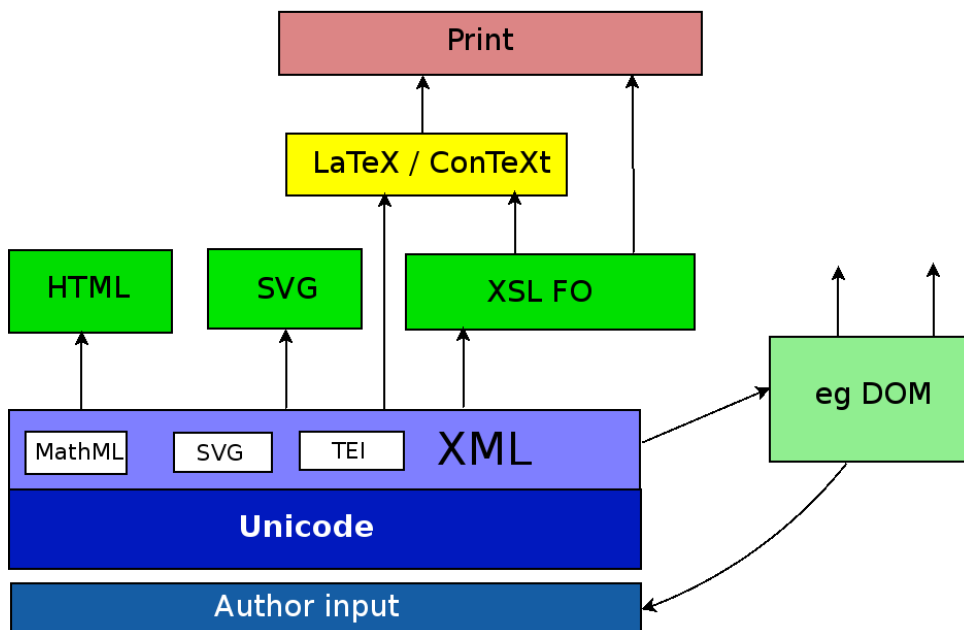 Print
LaTeX / ConTeXt
HTML
SVG
XSL FO
eg DOM
MathML
SVG
TEI
XML
Unicode
Author input